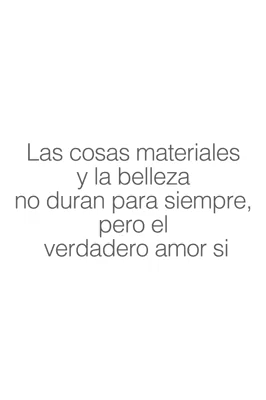 Las cosas materiales
y la belleza
no duran para siempre,
pero el
verdadero amor si